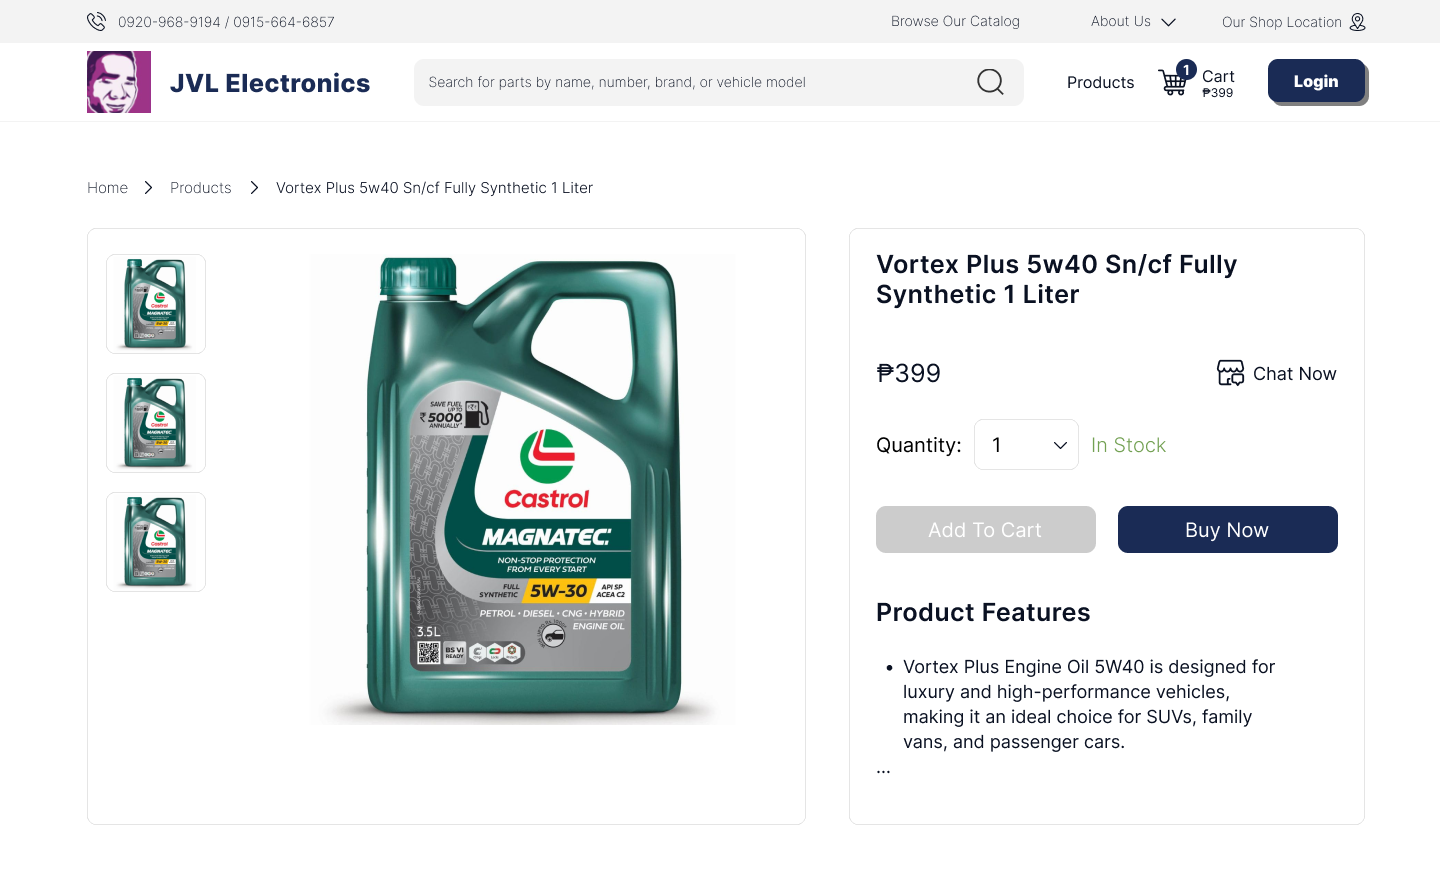 0920-968-9194 / 0915-664-6857
Browse Our Catalog
About Us
Our Shop Location
JVL Electronics
Search for parts by name, number, brand, or vehicle model
Products
1
Cart
₱399
Login
Home
Products
Vortex Plus 5w40 Sn/cf Fully Synthetic 1 Liter
SAVE FUEL
UP TO
₹ 5000
ANNUALLY*
Castrol
MAGNATEC
NON-STOP PROTECTION
FROM EVERY START
FULL
SYNTHETIC
5W-30
API SP
ACEA C2
PETROL • DIESEL • CNG • HYBRID
ENGINE OIL
3.5L
BS VI
READY
Vortex Plus 5w40 Sn/cf Fully
Synthetic 1 Liter
₱399
Chat Now
Quantity:
1
In Stock
Add To Cart
Buy Now
Product Features
• Vortex Plus Engine Oil 5W40 is designed for
luxury and high-performance vehicles,
making it an ideal choice for SUVs, family
vans, and passenger cars.
...